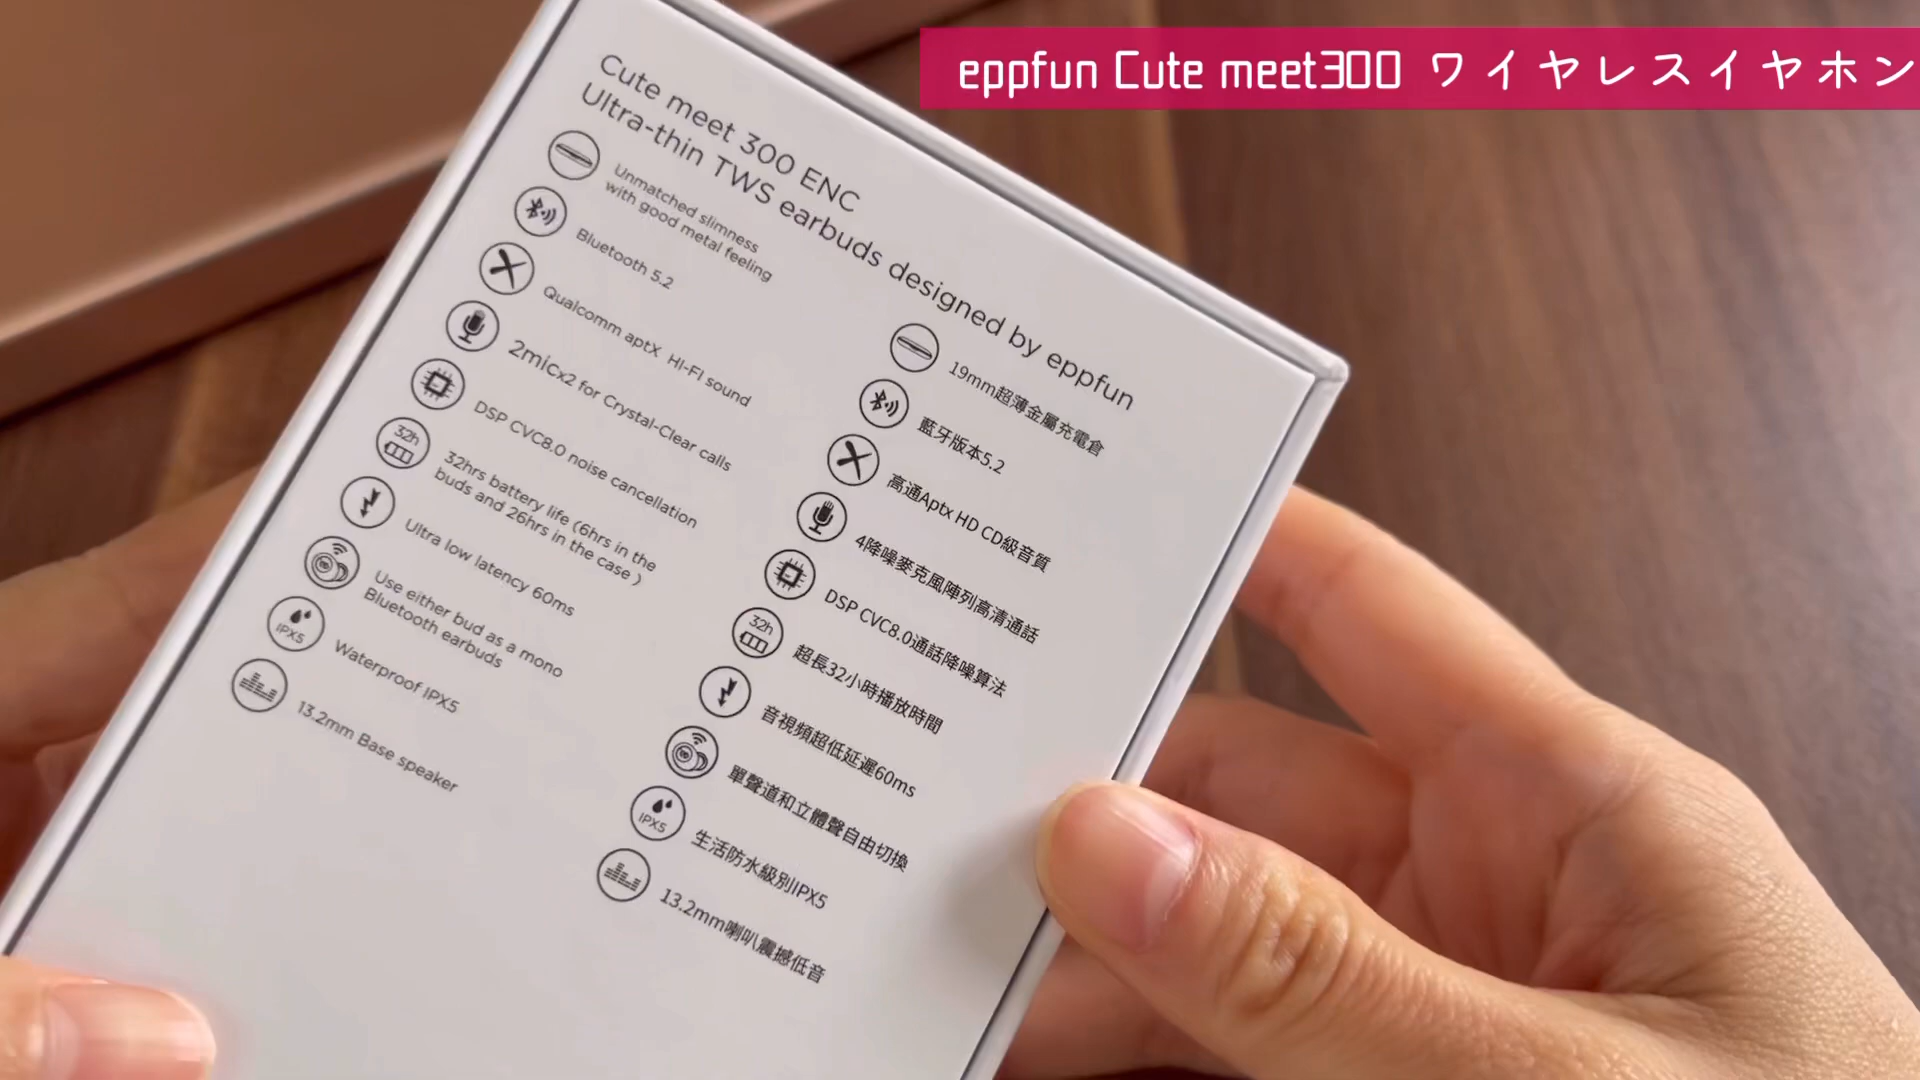 eppfun Cute meet300 ワイヤレスイヤホン
Cute meet 300 ENC
Ultra-thin TWS earbuds designed by eppfun
Unmatched slimness
with good metal feeling
Bluetooth 5.2
Qualcomm aptX HI-FI sound
2micx2 for Crystal-Clear calls
DSP CVC8.0 noise cancellation
32h
32hrs battery life (6hrs in the
buds and 26hrs in the case )
Ultra low latency 60ms
Use either bud as a mono
Bluetooth earbuds
IPX5
Waterproof IPX5
13.2mm Base speaker
19mm超薄金屬充電倉
藍牙版本5.2
高通Aptx HD CD級音質
4降噪麥克風陣列高清通話
DSP CVC8.0通話降噪算法
32h
超長32小時播放時間
音視頻超低延遲60ms
單聲道和立體聲自由切換
IPX5
生活防水級別IPX5
13.2mm喇叭震撼低音